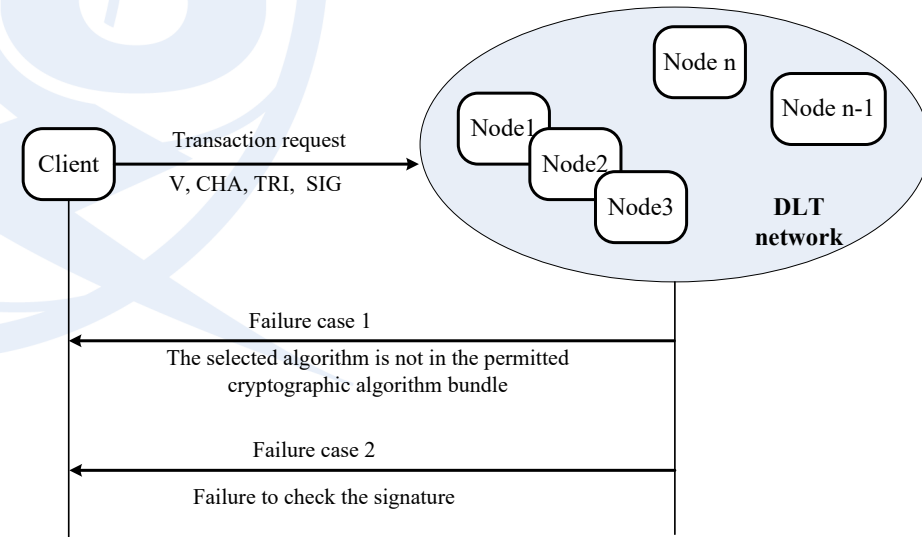 Node n
Node n-1
Node1
Node2
Node3
DLT
network
Client
Transaction request
V, CHA, TRI, SIG
Failure case 1
The selected algorithm is not in the permitted
cryptographic algorithm bundle
Failure case 2
Failure to check the signature